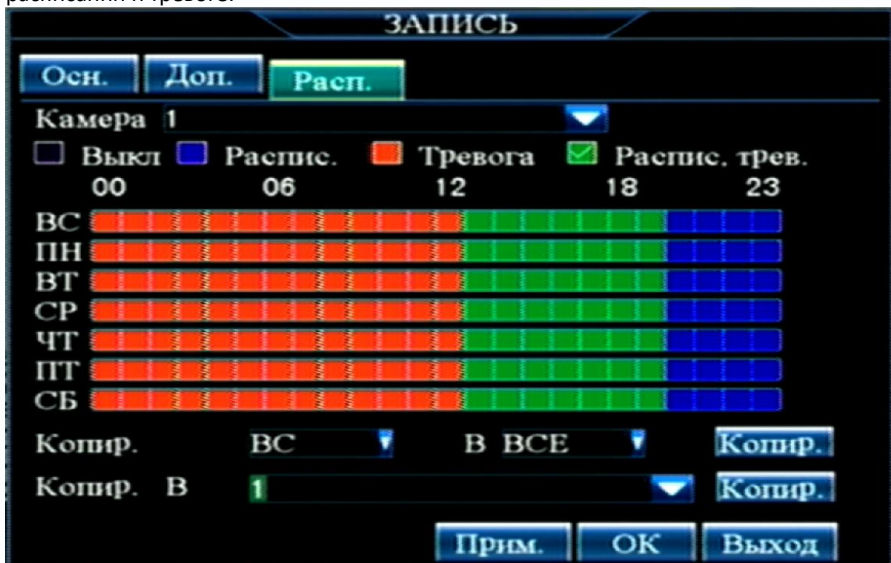 ЗАПИСЬ
Осн. Доп. Расп.
Камера 1
Выкл Распис. Тревога Распис. трев.
00 06 12 18 23
ВС
ПН
ВТ
СР
ЧТ
ПТ
СБ
Копир. ВС В ВСЕ Копир.
Копир. В 1 Копир.
Прим. ОК Выход